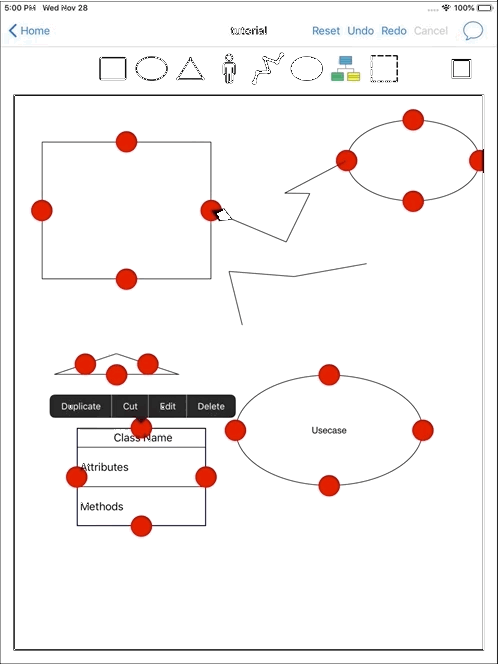 5:00 PM Wed Nov 28
100%
Home
tutorial
Reset Undo Redo Cancel
Duplicate Cut Edit Delete
Class Name
Usecase
Attributes
Methods